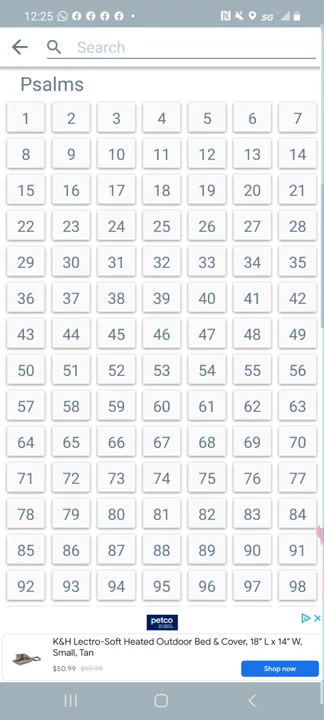 12:25
5G
Search
Psalms
1 2 3 4 5 6 7
8 9 10 11 12 13 14
15 16 17 18 19 20 21
22 23 24 25 26 27 28
29 30 31 32 33 34 35
36 37 38 39 40 41 42
43 44 45 46 47 48 49
50 51 52 53 54 55 56
57 58 59 60 61 62 63
64 65 66 67 68 69 70
71 72 73 74 75 76 77
78 79 80 81 82 83 84
85 86 87 88 89 90 91
92 93 94 95 96 97 98
petco
K&H Lectro-Soft Heated Outdoor Bed & Cover, 18" L x 14" W,
Small, Tan
$50.99 $59.99
Shop now